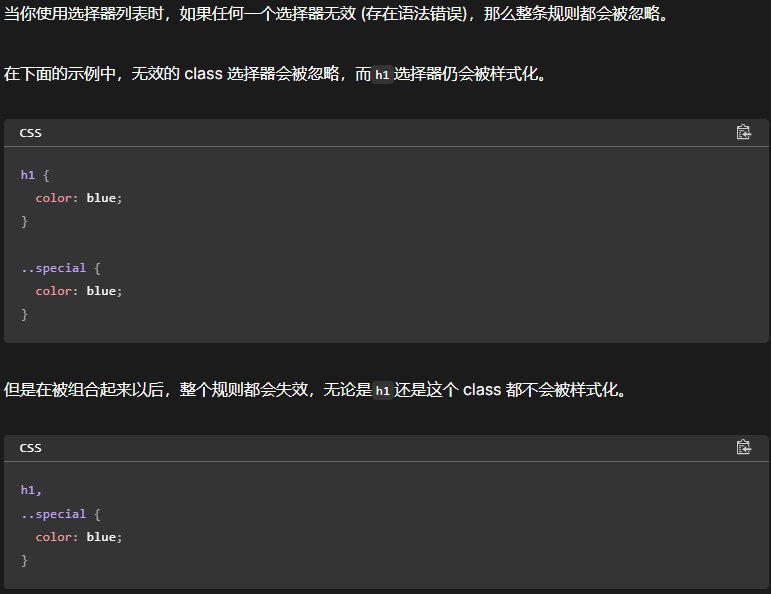 当你使用选择器列表时，如果任何一个选择器无效 (存在语法错误)，那么整条规则都会被忽略。
在下面的示例中，无效的 class 选择器会被忽略，而 h1 选择器仍会被样式化。
CSS
h1 {
  color: blue;
}
..special {
  color: blue;
}
但是在被组合起来以后，整个规则都会失效，无论是 h1 还是这个 class 都不会被样式化。
CSS
h1,
..special {
  color: blue;
}